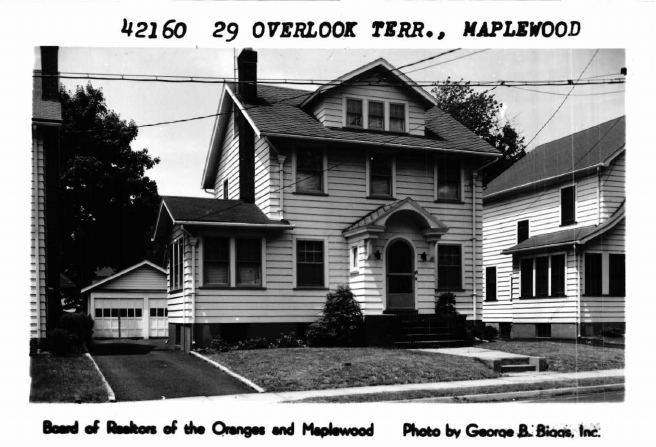 42160 29 OVERLOOK TERR., MAPLEWOOD
Board of Realtors of the Oranges and Maplewood Photo by George B. Biggs, Inc.